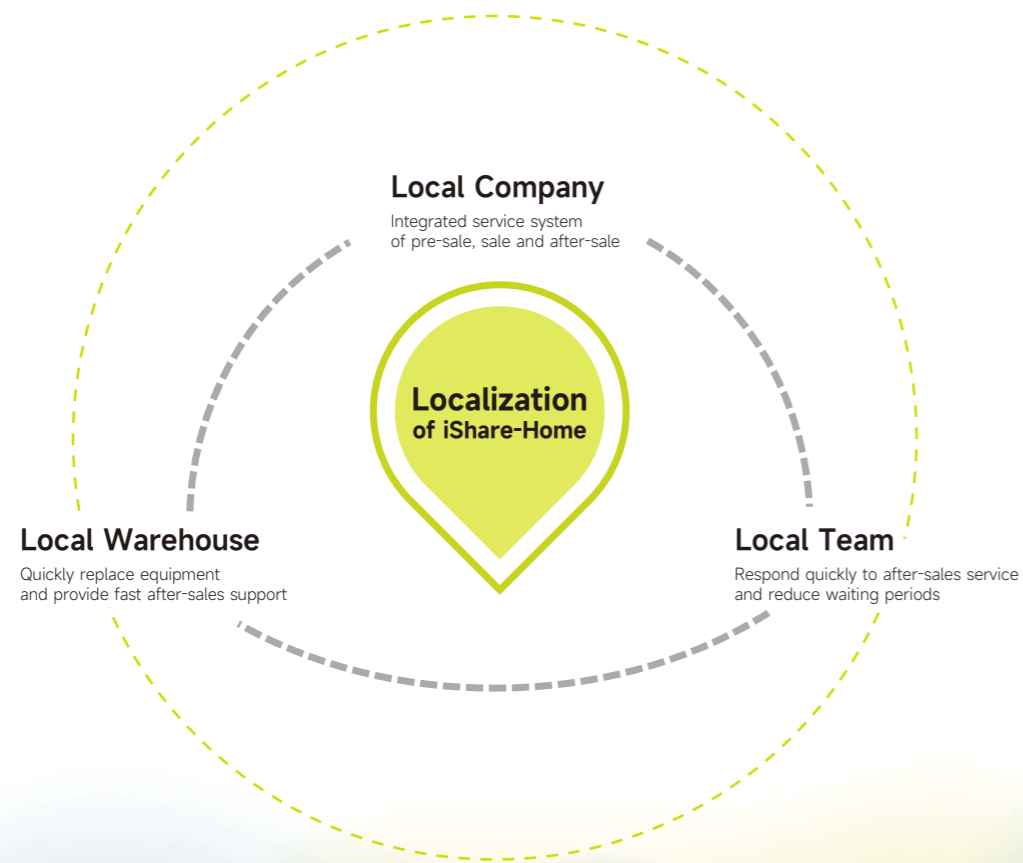 Local Company
Integrated service system
of pre-sale, sale and after-sale
Localization
of iShare-Home
Local Warehouse
Quickly replace equipment
and provide fast after-sales support
Local Team
Respond quickly to after-sales service
and reduce waiting periods